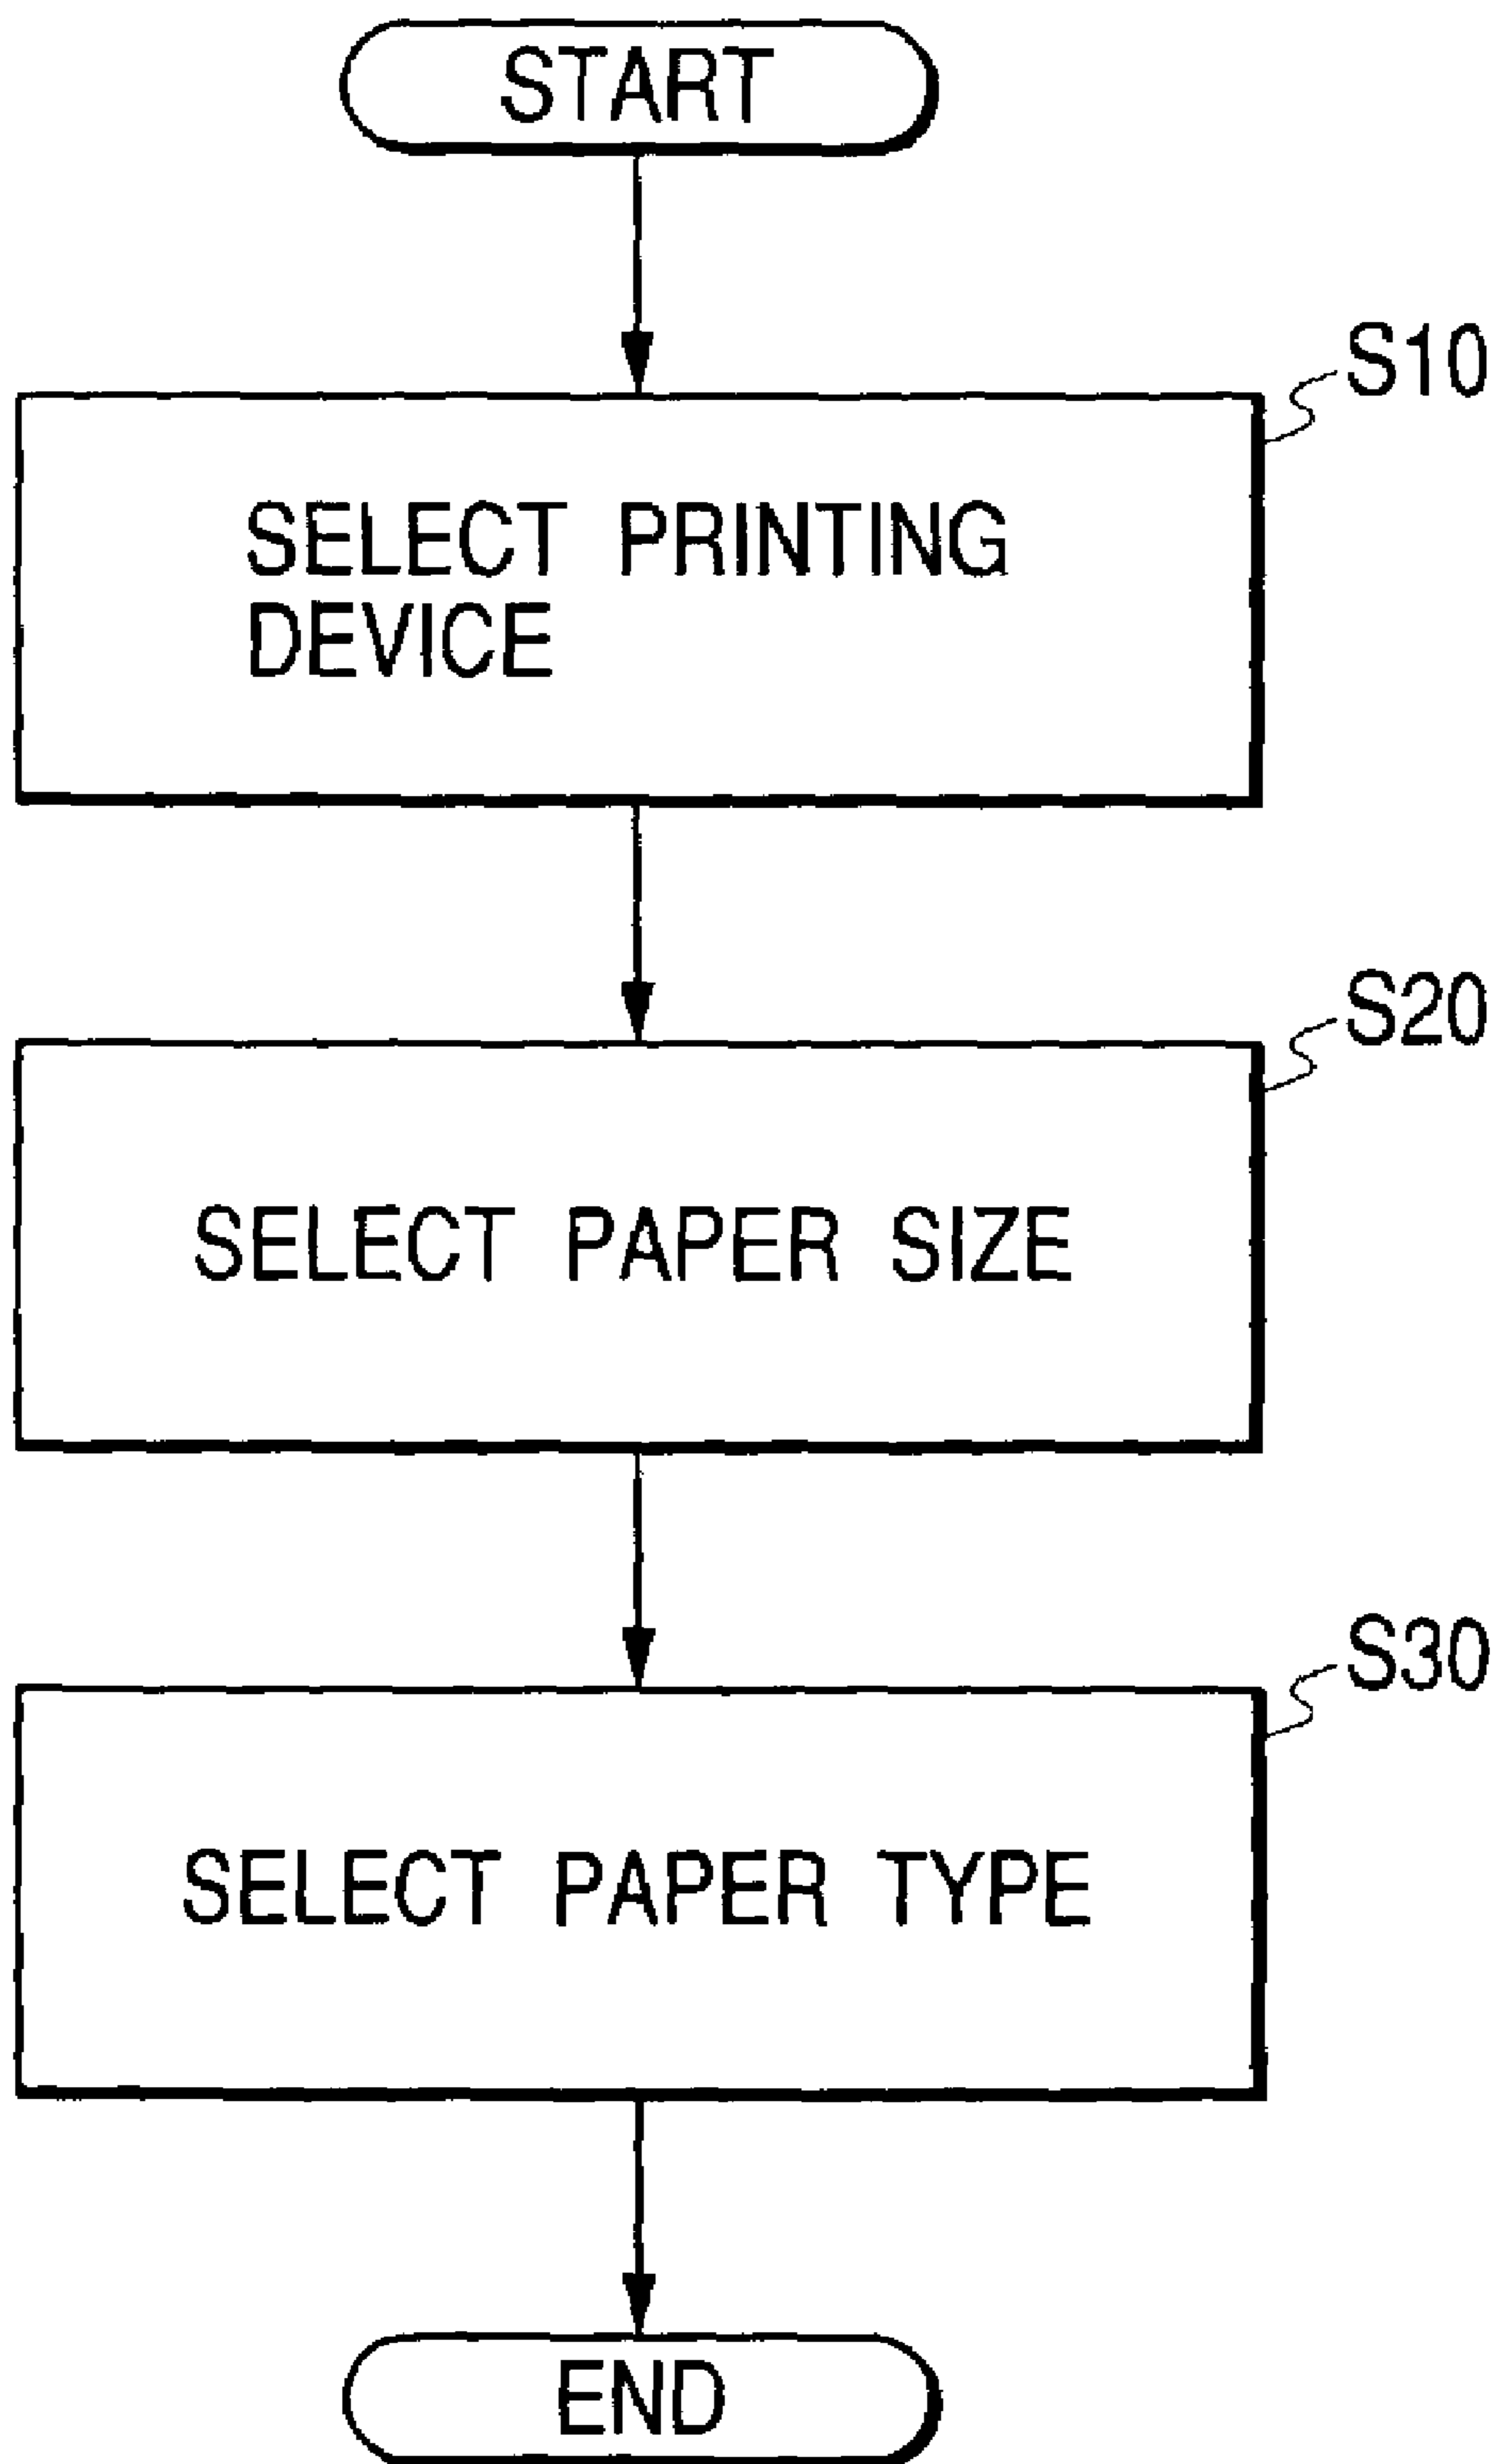 START
S10
SELECT PRINTING
DEVICE
S20
SELECT PAPER SIZE
S30
SELECT PAPER TYPE
END